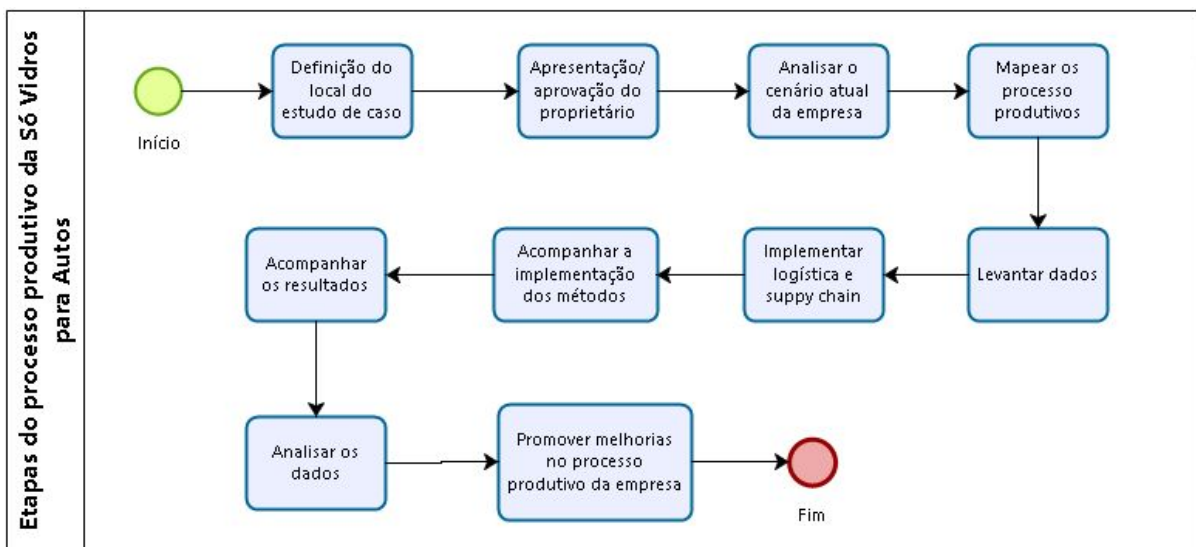 Etapas do processo produtivo da Só Vidros
para Autos
Início
Definição do
local do
estudo de caso
Apresentação/
aprovação do
proprietário
Analisar o
cenário atual
da empresa
Mapear os
processo
produtivos
Levantar dados
Implementar
logística e
suppy chain
Acompanhar a
implementação
dos métodos
Acompanhar
os resultados
Analisar os
dados
Promover melhorias
no processo
produtivo da empresa
Fim